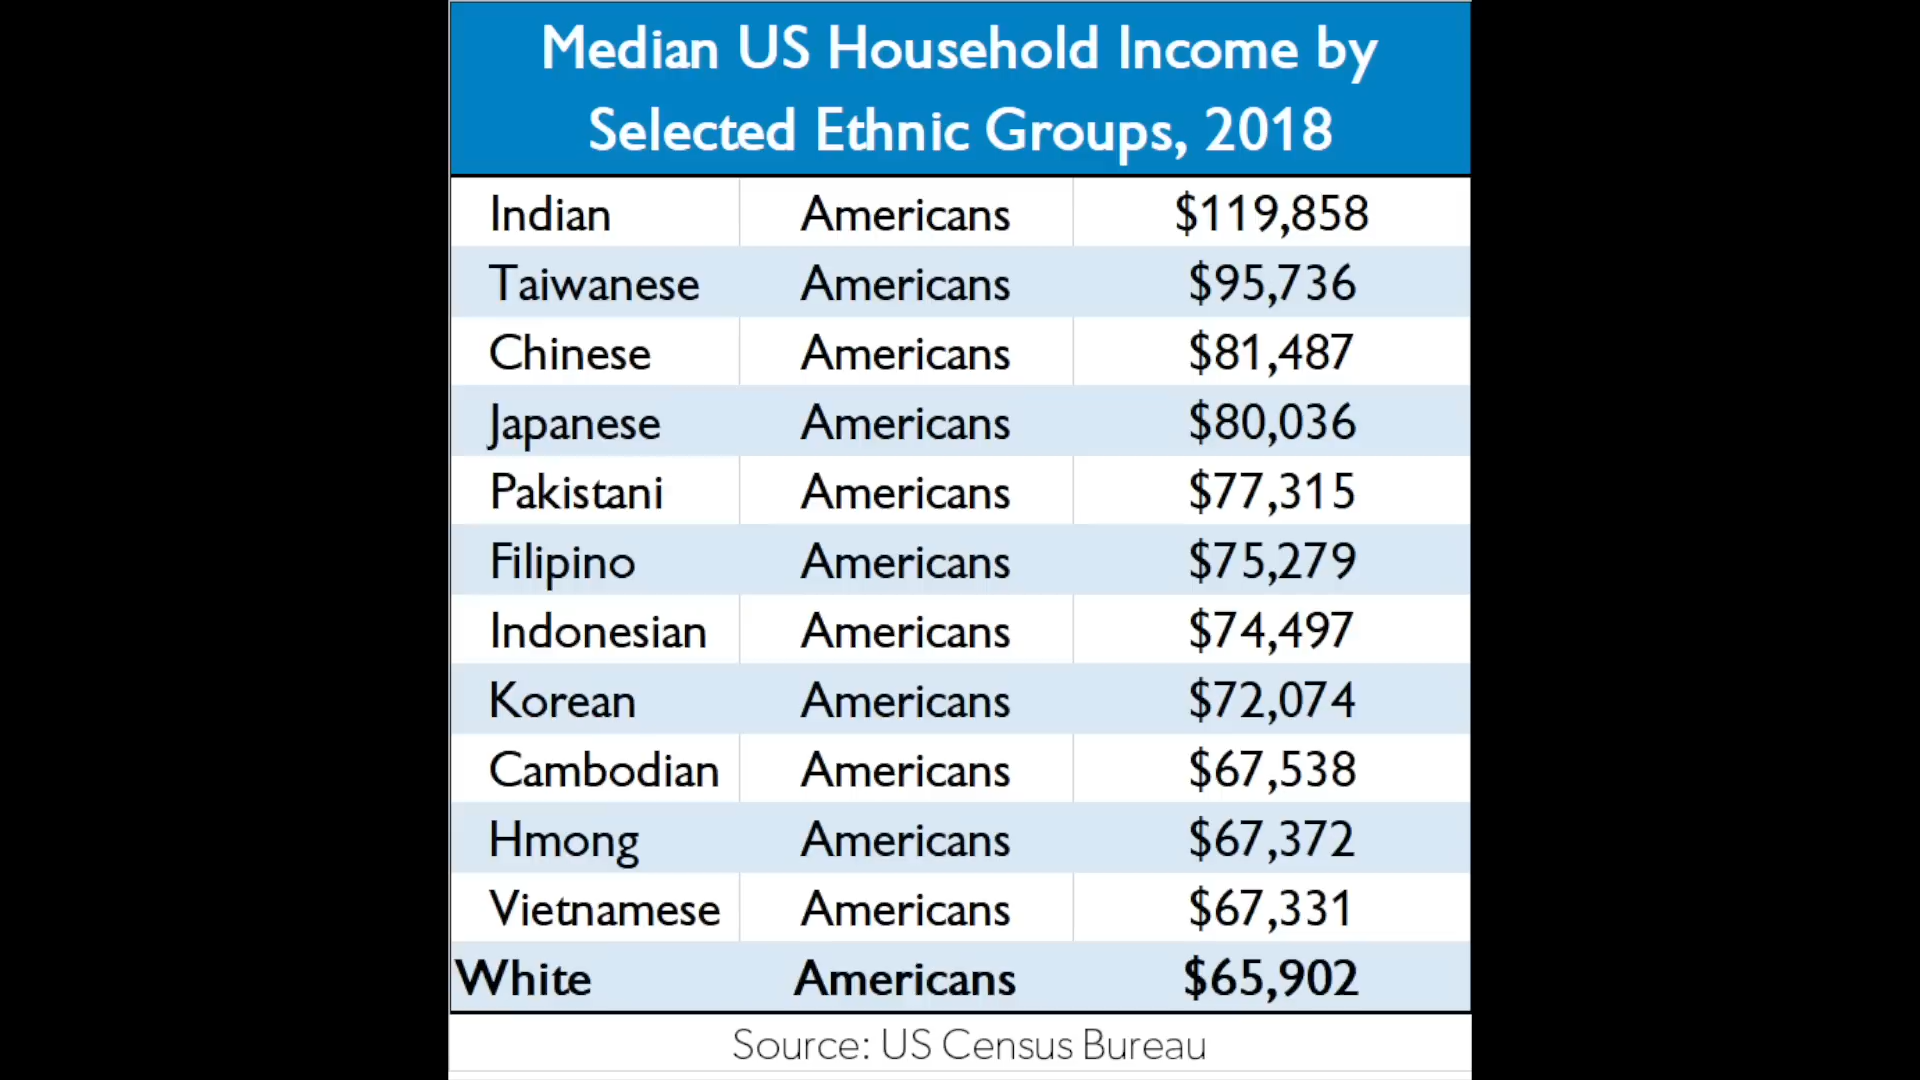 Median US Household Income by
Selected Ethnic Groups, 2018
Indian Americans $119,858
Taiwanese Americans $95,736
Chinese Americans $81,487
Japanese Americans $80,036
Pakistani Americans $77,315
Filipino Americans $75,279
Indonesian Americans $74,497
Korean Americans $72,074
Cambodian Americans $67,538
Hmong Americans $67,372
Vietnamese Americans $67,331
White Americans $65,902
Source: US Census Bureau